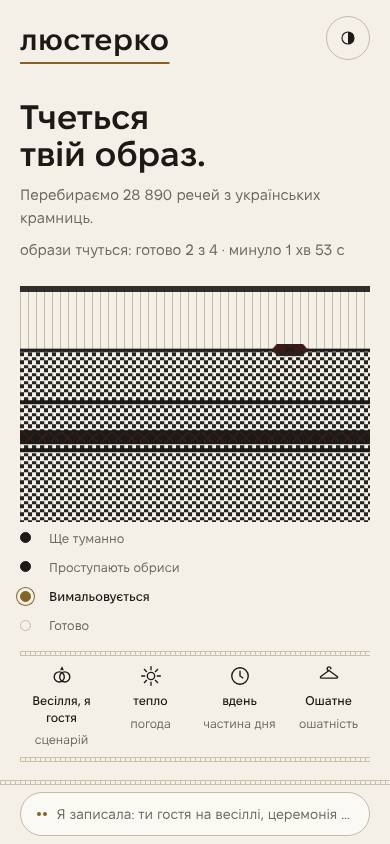 люстерко
Тчеться
твій образ.
Перебираємо 28 890 речей з українських
крамниць.
образи тчуться: готово 2 з 4 · минуло 1 хв 53 с
Ще туманно
Проступають обриси
Вимальовується
Готово
Весілля, я
гостя
сценарій
тепло
погода
вдень
частина дня
Ошатне
ошатність
Я записала: ти гостя на весіллі, церемонія ...